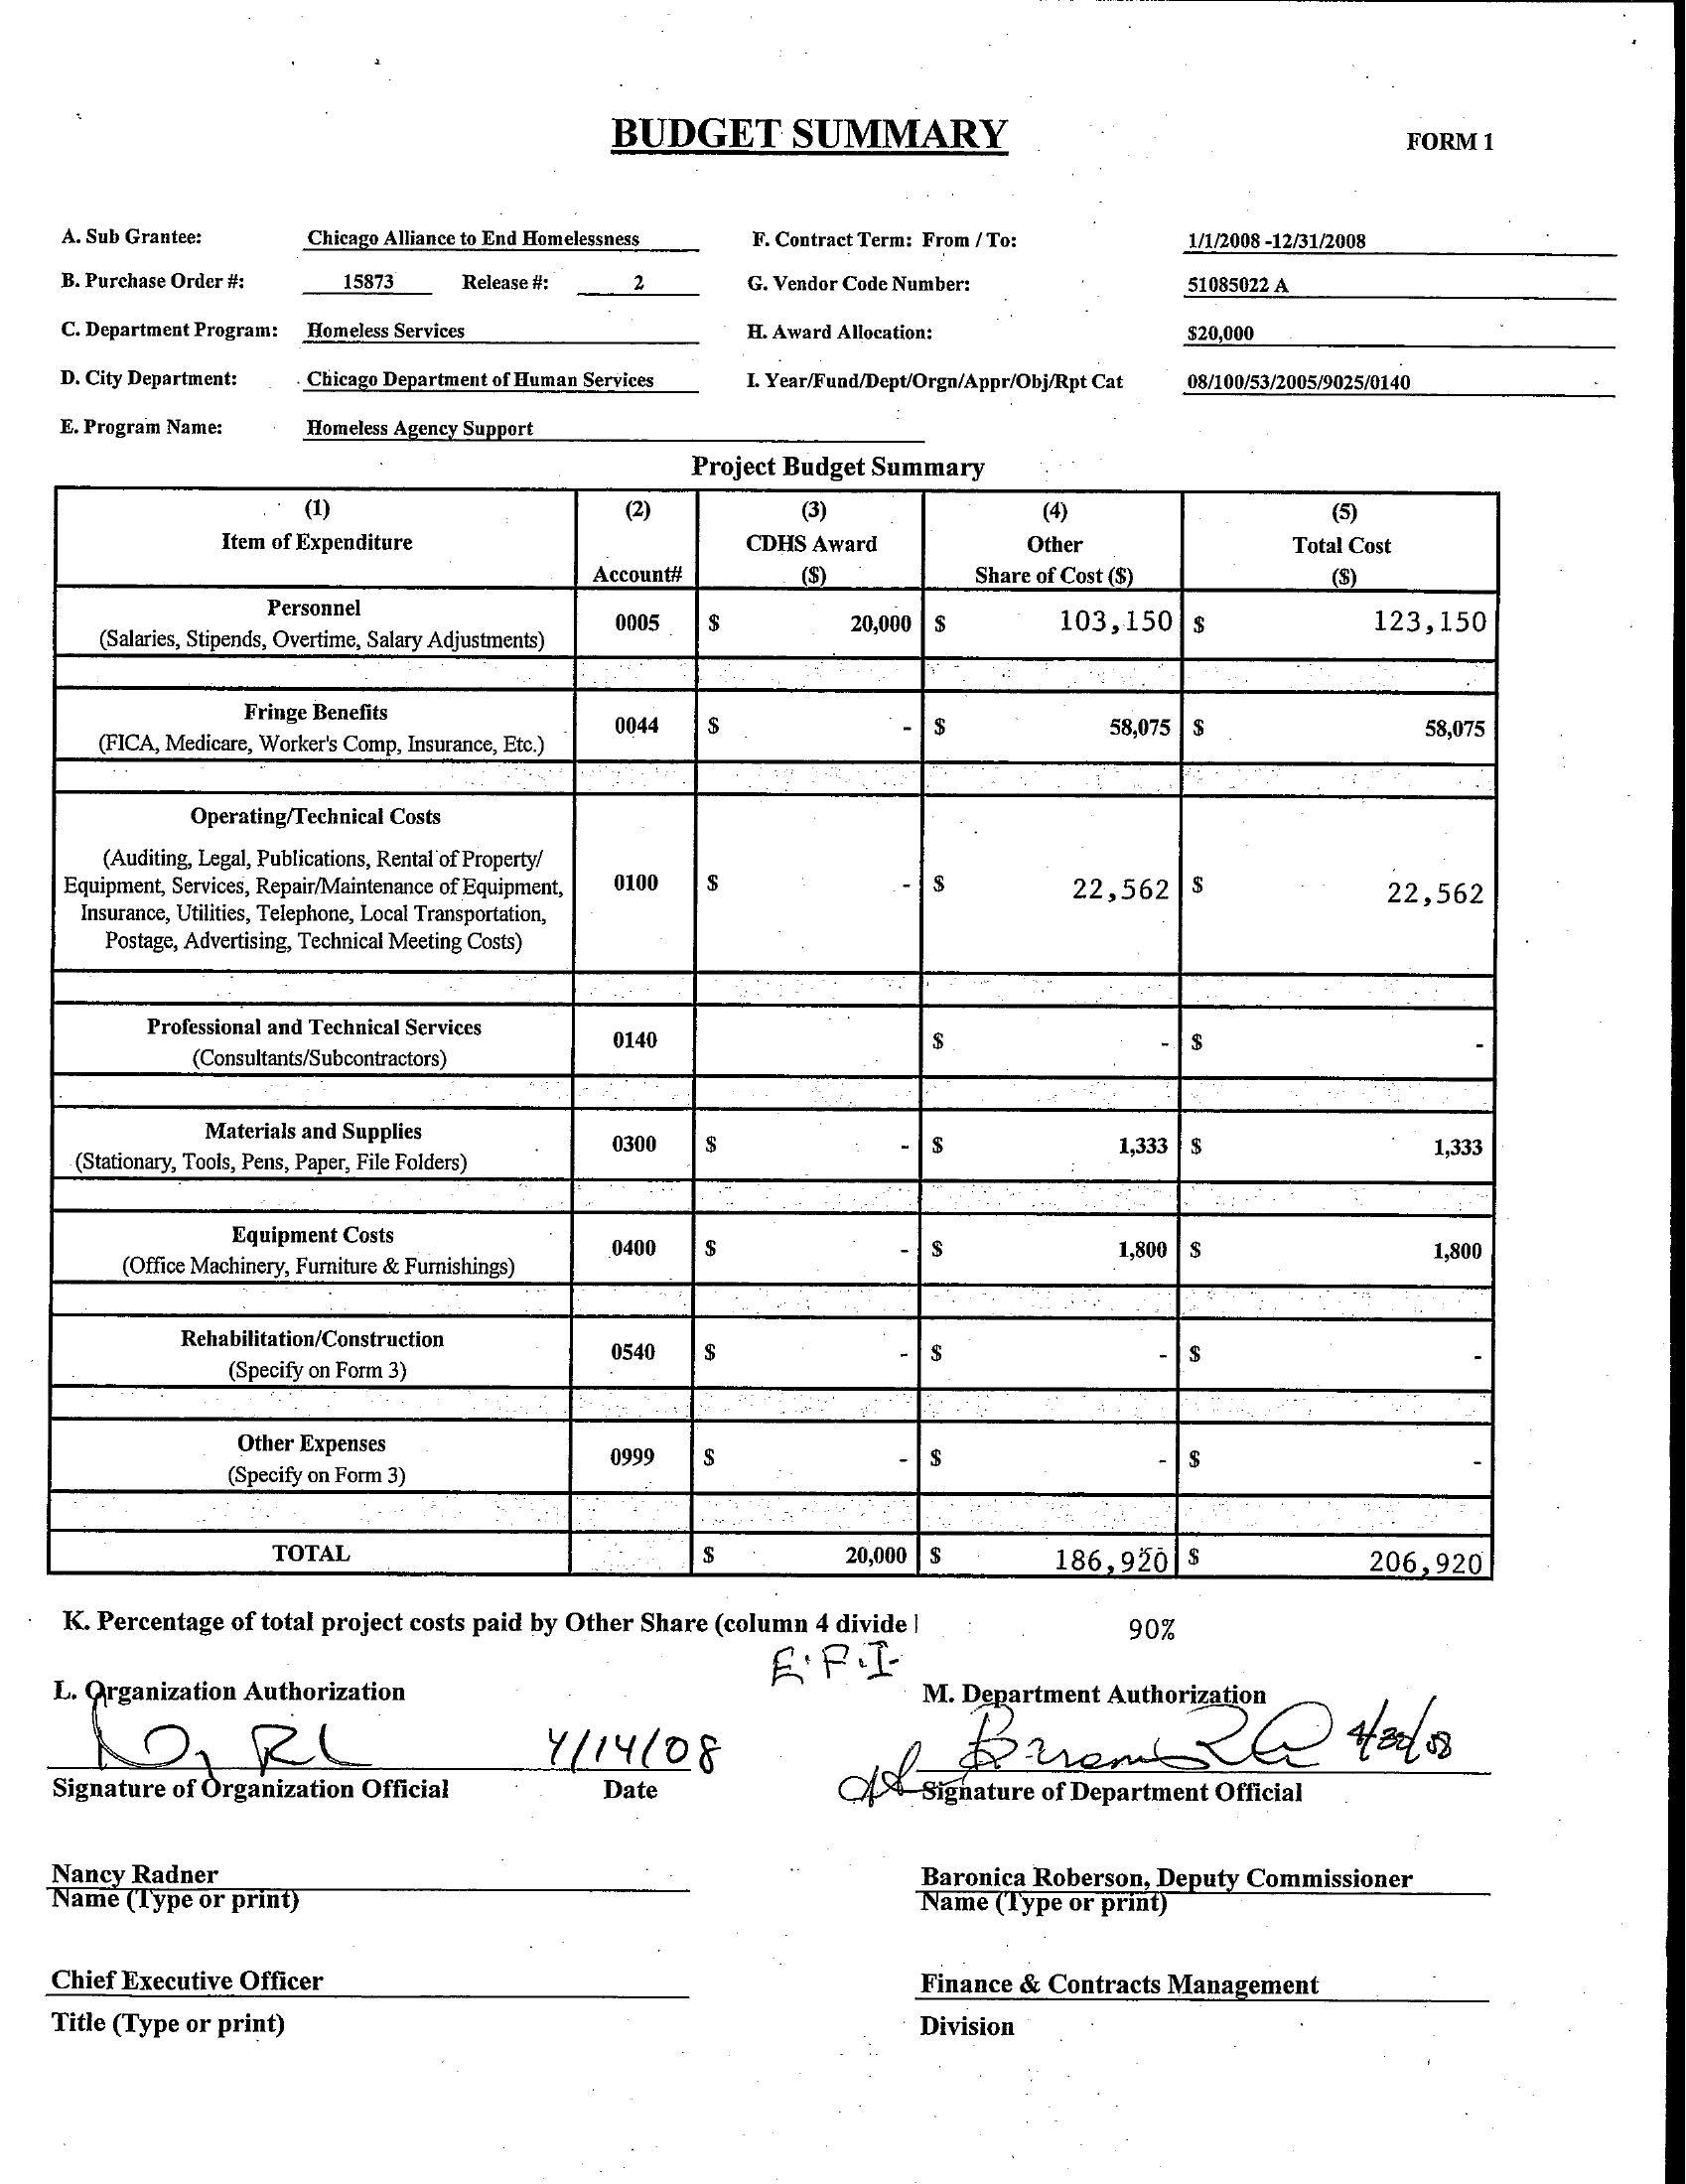 BUDGET SUMMARY
FORM 1
A. Sub Grantee: Chicago Alliance to End Homelessness F. Contract Term: From / To: 1/1/2008 -12/31/2008
B. Purchase Order #: 15873 Release #: 2 G. Vendor Code Number: 51085022 A
C. Department Program: Homeless Services H. Award Allocation: $20,000
D. City Department: Chicago Department of Human Services I. Year/Fund/Dept/Orgn/Appr/Obj/Rpt Cat 08/100/53/2005/9025/0140
E. Program Name: Homeless Agency Support
Project Budget Summary
(1) (2) (3) (4) (5)
Item of Expenditure CDHS Award Other Total Cost
Account# ($) Share of Cost ($) ($)
Personnel
(Salaries, Stipends, Overtime, Salary Adjustments) 0005 $ 20,000 $ 103,150 $ 123,150
Fringe Benefits
(FICA, Medicare, Worker's Comp, Insurance, Etc.) 0044 $ - $ 58,075 $ 58,075
Operating/Technical Costs
(Auditing, Legal, Publications, Rental of Property/
Equipment, Services, Repair/Maintenance of Equipment, 0100 $ - $ 22,562 $ 22,562
Insurance, Utilities, Telephone, Local Transportation,
Postage, Advertising, Technical Meeting Costs)
Professional and Technical Services
(Consultants/Subcontractors) 0140 $ - $ -
Materials and Supplies
(Stationary, Tools, Pens, Paper, File Folders) 0300 $ - $ 1,333 $ 1,333
Equipment Costs
(Office Machinery, Furniture & Furnishings) 0400 $ - $ 1,800 $ 1,800
Rehabilitation/Construction
(Specify on Form 3) 0540 $ - $ - $ -
Other Expenses
(Specify on Form 3) 0999 $ - $ - $ -
TOTAL $ 20,000 $ 186,920 $ 206,920
K. Percentage of total project costs paid by Other Share (column 4 divide 90%
L. Organization Authorization M. Department Authorization
4/14/08
Signature of Organization Official Date Signature of Department Official
Nancy Radner Baronica Roberson, Deputy Commissioner
Name (Type or print) Name (Type or print)
Chief Executive Officer Finance & Contracts Management
Title (Type or print) Division